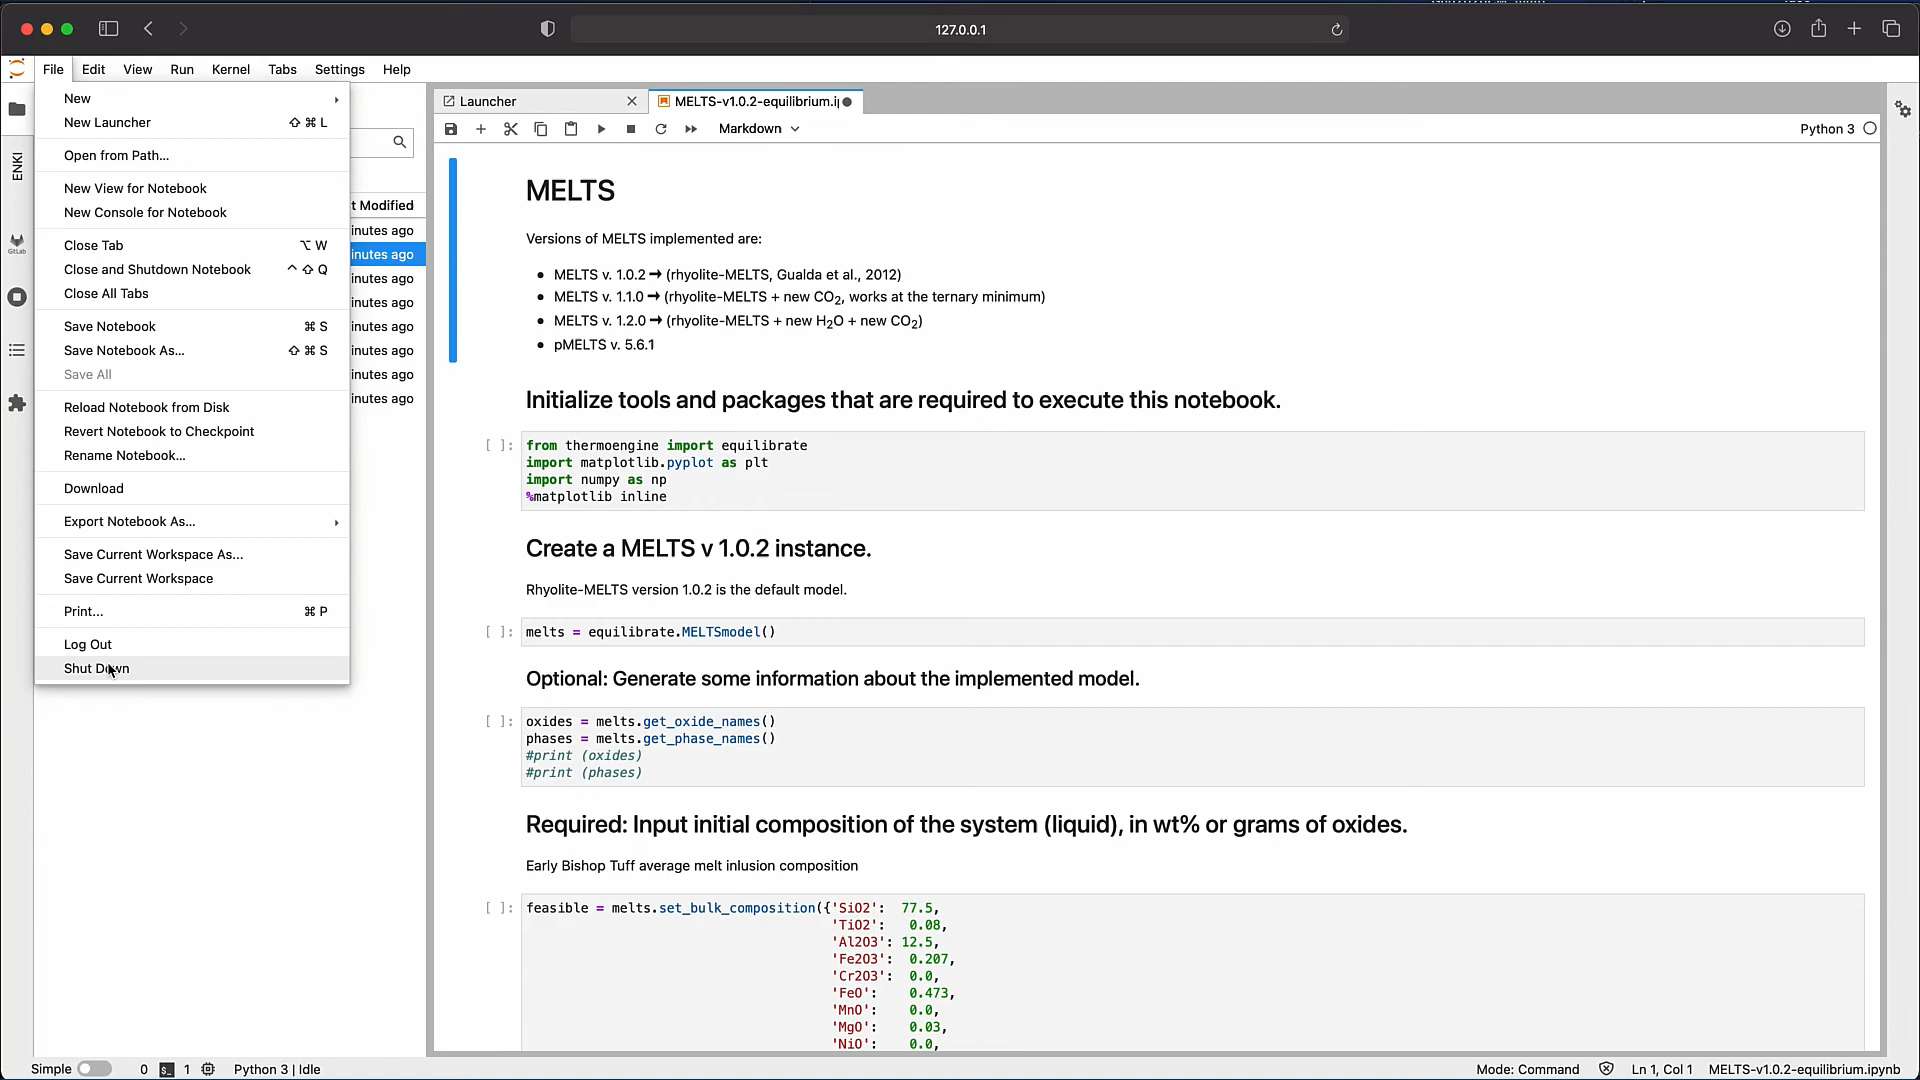 127.0.0.1
File Edit View Run Kernel Tabs Settings Help
New
New Launcher ⇧ ⌘ L
Open from Path...
New View for Notebook
New Console for Notebook
Close Tab ⌥ W
Close and Shutdown Notebook ^ ⇧ Q
Close All Tabs
Save Notebook ⌘ S
Save Notebook As... ⇧ ⌘ S
Save All
Reload Notebook from Disk
Revert Notebook to Checkpoint
Rename Notebook...
Download
Export Notebook As...
Save Current Workspace As...
Save Current Workspace
Print... ⌘ P
Log Out
Shut Down
ENKI
GitLab
t Modified
inutes ago
inutes ago
inutes ago
inutes ago
inutes ago
inutes ago
inutes ago
inutes ago
Launcher
MELTS-v1.0.2-equilibrium.i
Markdown
Python 3
MELTS
Versions of MELTS implemented are:
• MELTS v. 1.0.2 ➞ (rhyolite-MELTS, Gualda et al., 2012)
• MELTS v. 1.1.0 ➞ (rhyolite-MELTS + new CO2, works at the ternary minimum)
• MELTS v. 1.2.0 ➞ (rhyolite-MELTS + new H2O + new CO2)
• pMELTS v. 5.6.1
Initialize tools and packages that are required to execute this notebook.
[ ]: from thermoengine import equilibrate
import matplotlib.pyplot as plt
import numpy as np
%matplotlib inline
Create a MELTS v 1.0.2 instance.
Rhyolite-MELTS version 1.0.2 is the default model.
[ ]: melts = equilibrate.MELTSmodel()
Optional: Generate some information about the implemented model.
[ ]: oxides = melts.get_oxide_names()
phases = melts.get_phase_names()
#print (oxides)
#print (phases)
Required: Input initial composition of the system (liquid), in wt% or grams of oxides.
Early Bishop Tuff average melt inlusion composition
[ ]: feasible = melts.set_bulk_composition({'SiO2': 77.5,
'TiO2': 0.08,
'Al2O3': 12.5,
'Fe2O3': 0.207,
'Cr2O3': 0.0,
'FeO': 0.473,
'MnO': 0.0,
'MgO': 0.03,
'NiO': 0.0,
Simple 0 1 Python 3 | Idle
Mode: Command Ln 1, Col 1 MELTS-v1.0.2-equilibrium.ipynb